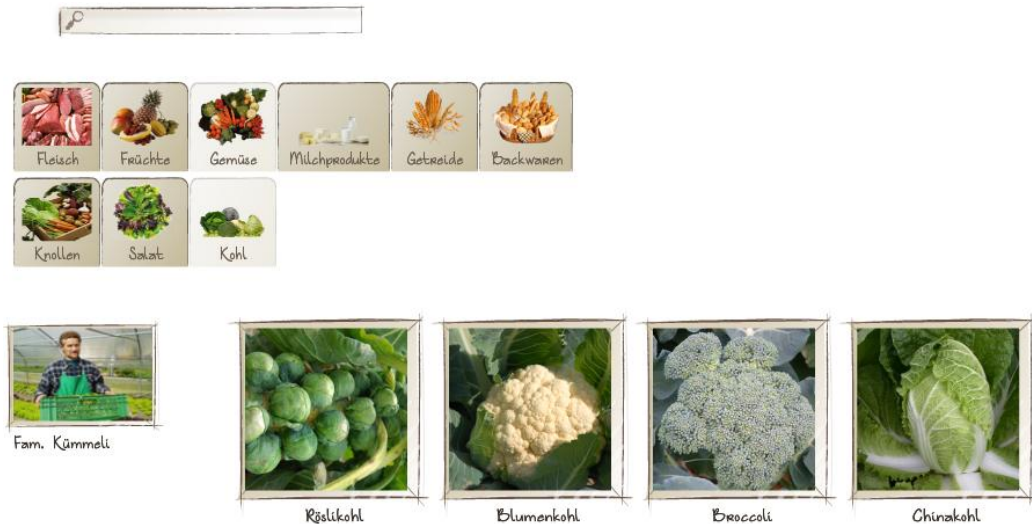 Fleisch Früchte Gemüse Milchprodukte Getreide Backwaren
Knollen Salat Kohl
Fam. Kümmeli
Röslikohl Blumenkohl Broccoli Chinakohl